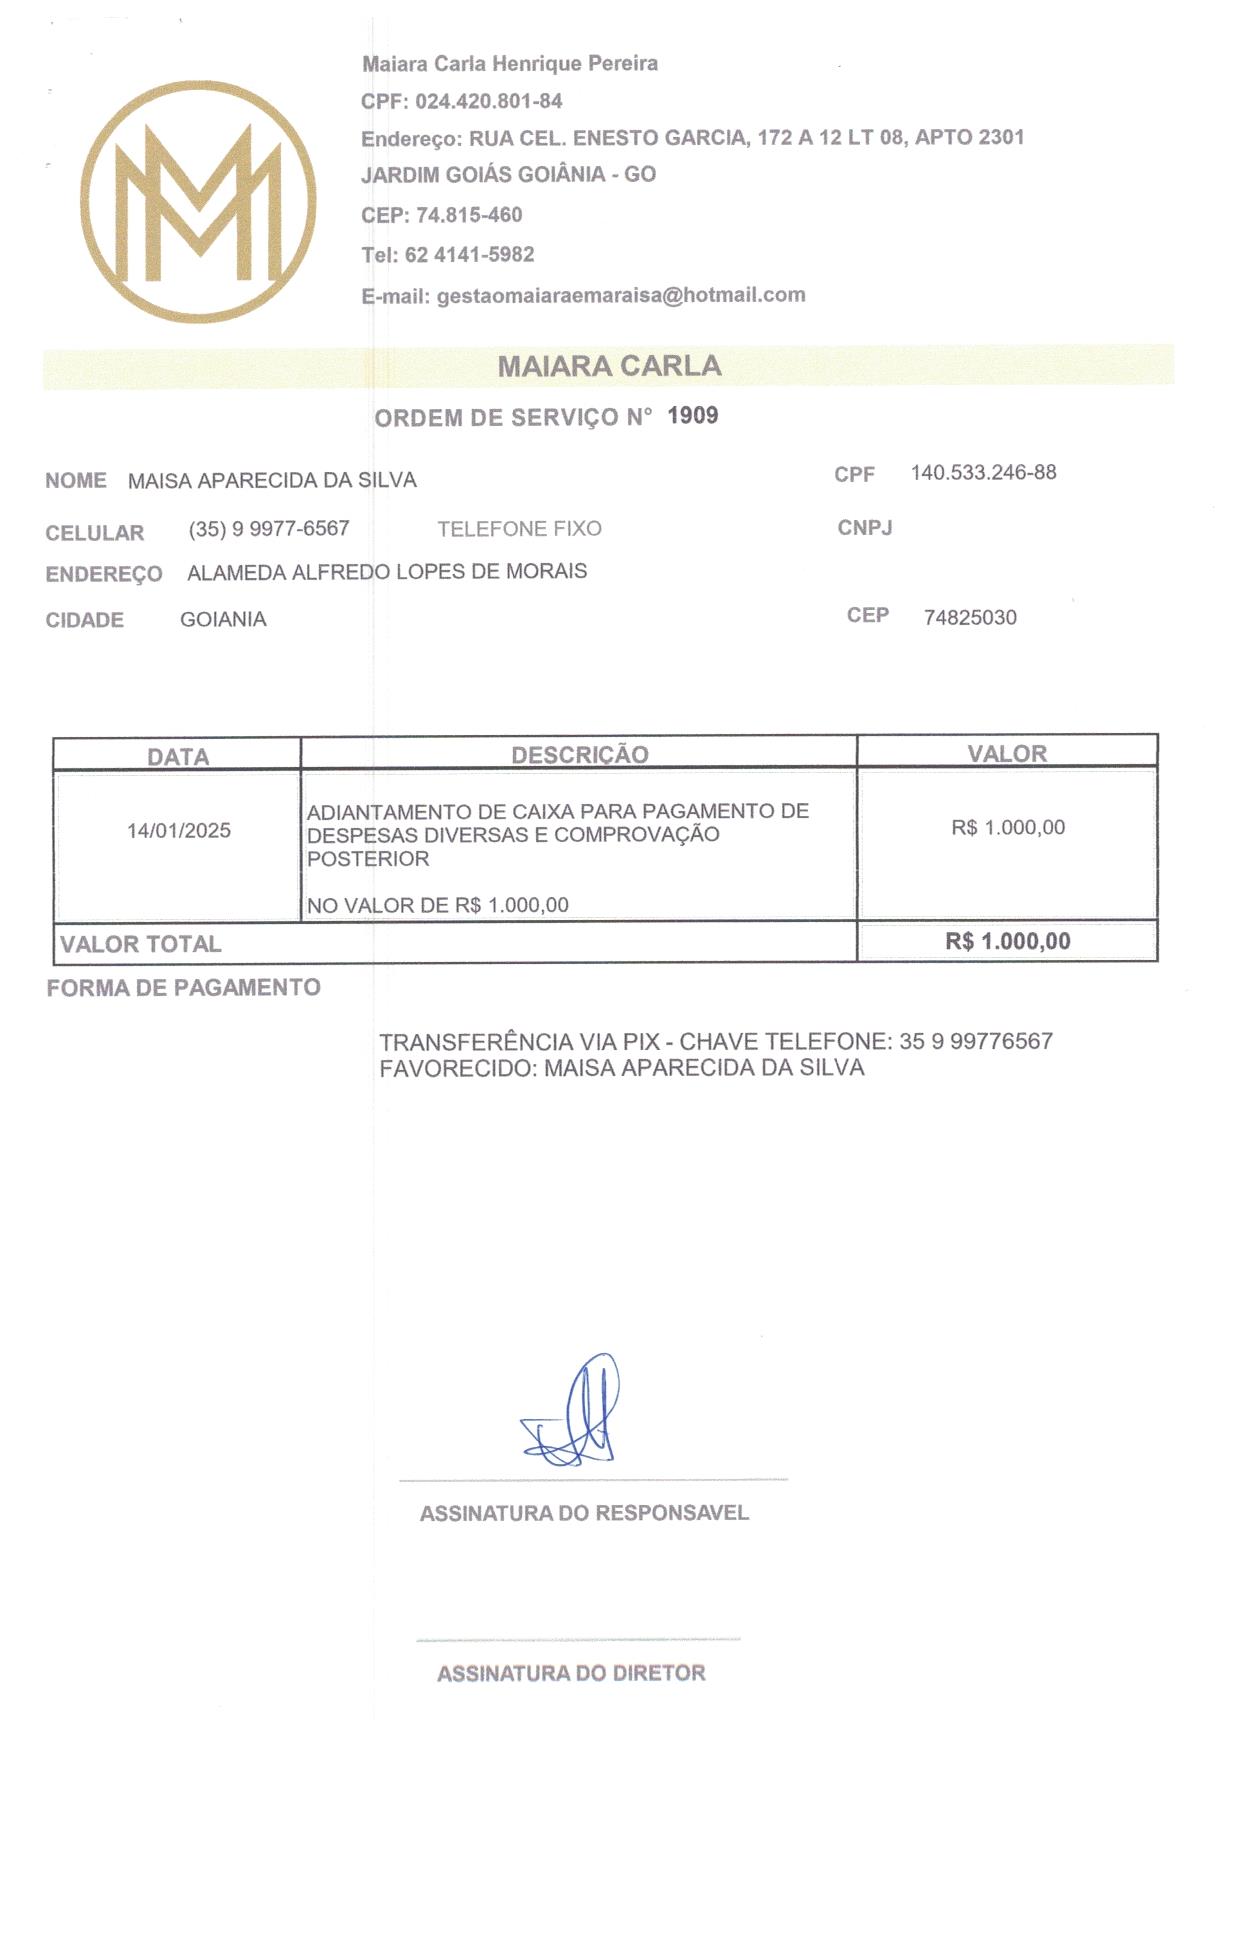 Maiara Carla Henrique Pereira
CPF: 024.420.801-84
Endereço: RUA CEL. ENESTO GARCIA, 172 A 12 LT 08, APTO 2301
JARDIM GOIÁS GOIÂNIA - GO
CEP: 74.815-460
Tel: 62 4141-5982
E-mail: gestaomaiaraemaraisa@hotmail.com
MAIARA CARLA
ORDEM DE SERVIÇO N° 1909
NOME MAISA APARECIDA DA SILVA CPF 140.533.246-88
CELULAR (35) 9 9977-6567 TELEFONE FIXO CNPJ
ENDEREÇO ALAMEDA ALFREDO LOPES DE MORAIS
CIDADE GOIANIA CEP 74825030
DATA DESCRIÇÃO VALOR
ADIANTAMENTO DE CAIXA PARA PAGAMENTO DE
14/01/2025 DESPESAS DIVERSAS E COMPROVAÇÃO R$ 1.000,00
POSTERIOR
NO VALOR DE R$ 1.000,00
VALOR TOTAL R$ 1.000,00
FORMA DE PAGAMENTO
TRANSFERÊNCIA VIA PIX - CHAVE TELEFONE: 35 9 99776567
FAVORECIDO: MAISA APARECIDA DA SILVA
ASSINATURA DO RESPONSAVEL
ASSINATURA DO DIRETOR